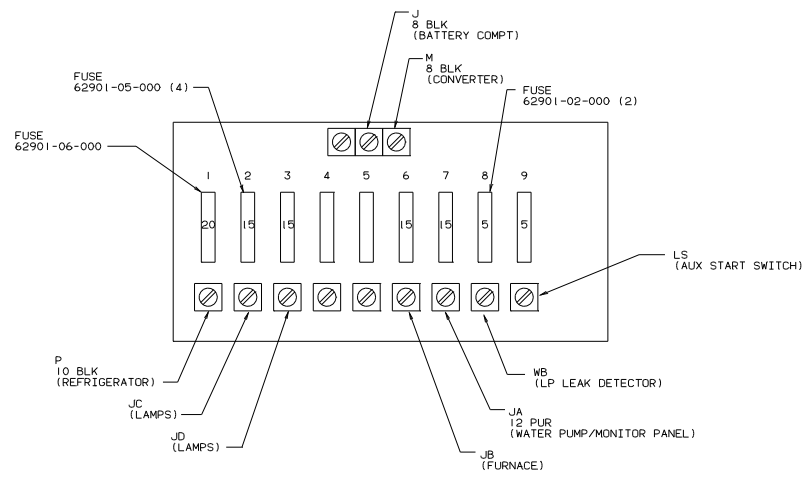 J
8 BLK
(BATTERY COMPT)
M
8 BLK
(CONVERTER)
FUSE
62901-05-000 (4)
FUSE
62901-02-000 (2)
FUSE
62901-06-000
1 2 3 4 5 6 7 8 9
20 15 15 15 15 5 5
LS
(AUX START SWITCH)
P
10 BLK
(REFRIGERATOR)
WB
(LP LEAK DETECTOR)
JC
(LAMPS)
JA
12 PUR
(WATER PUMP/MONITOR PANEL)
JD
(LAMPS)
JB
(FURNACE)